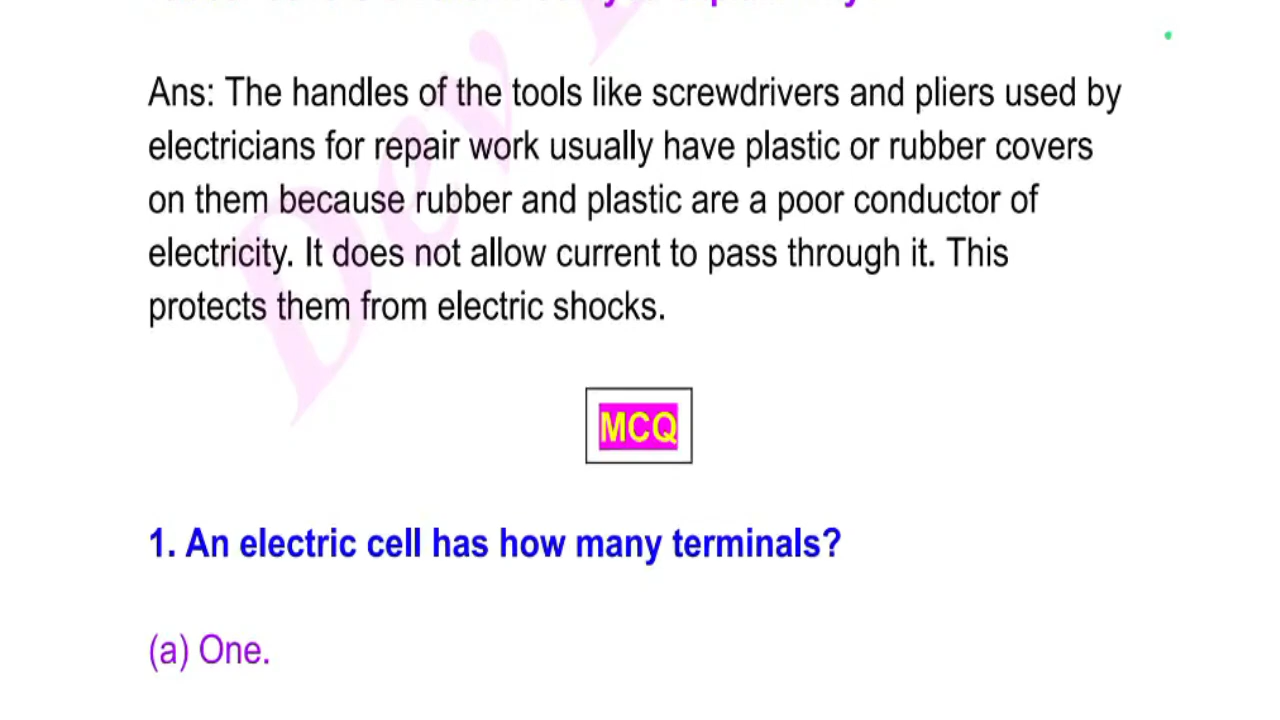 Ans: The handles of the tools like screwdrivers and pliers used by
electricians for repair work usually have plastic or rubber covers
on them because rubber and plastic are a poor conductor of
electricity. It does not allow current to pass through it. This
protects them from electric shocks.
Dev
MCQ
1. An electric cell has how many terminals?
(a) One.